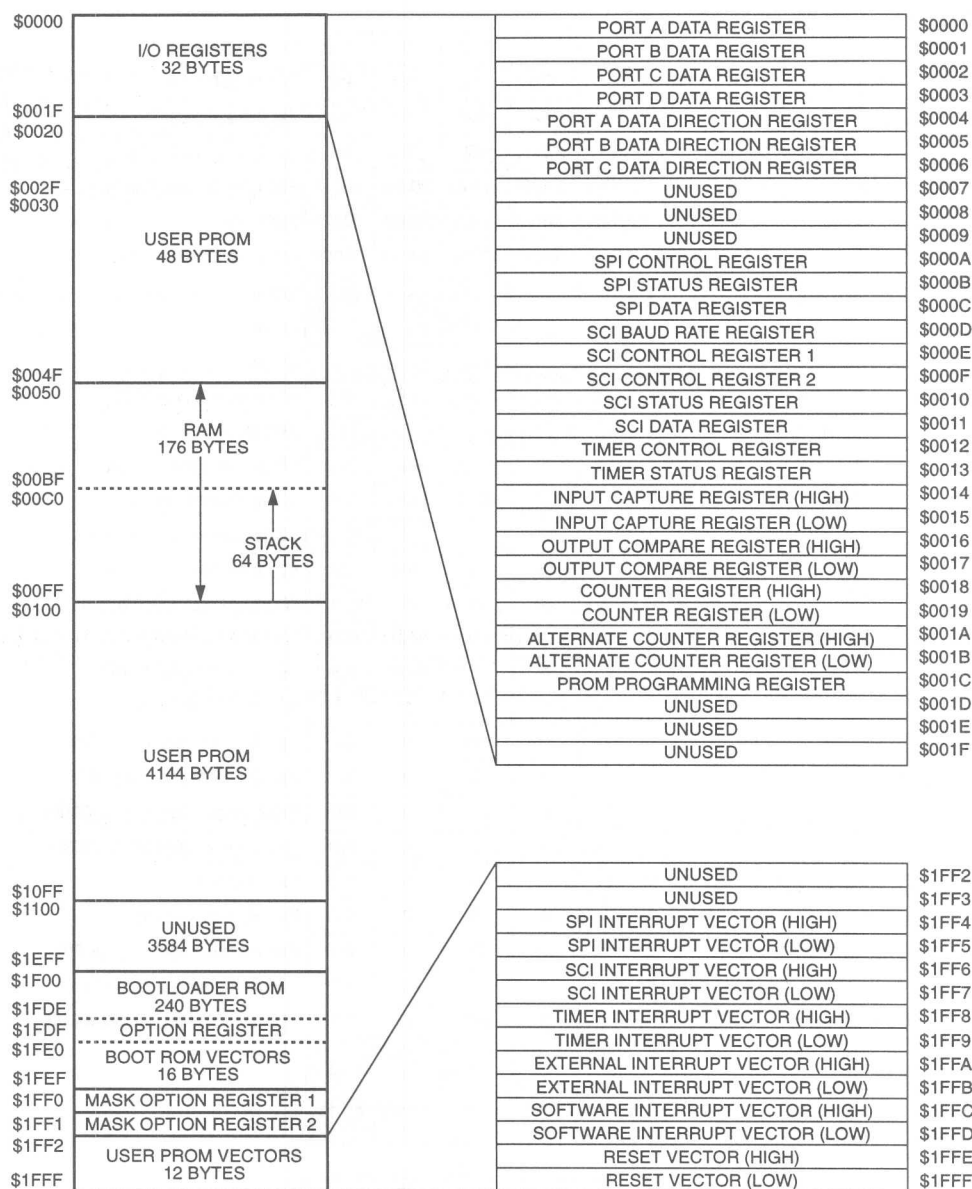 $0000
I/O REGISTERS
32 BYTES
$001F
$0020
$002F
$0030
USER PROM
48 BYTES
$004F
$0050
RAM
176 BYTES
$00BF
$00C0
STACK
64 BYTES
$00FF
$0100
USER PROM
4144 BYTES
$10FF
$1100
UNUSED
3584 BYTES
$1EFF
$1F00
BOOTLOADER ROM
240 BYTES
$1FDE
$1FDF OPTION REGISTER
$1FE0
BOOT ROM VECTORS
16 BYTES
$1FEF
$1FF0 MASK OPTION REGISTER 1
$1FF1 MASK OPTION REGISTER 2
$1FF2
USER PROM VECTORS
12 BYTES
$1FFF
PORT A DATA REGISTER $0000
PORT B DATA REGISTER $0001
PORT C DATA REGISTER $0002
PORT D DATA REGISTER $0003
PORT A DATA DIRECTION REGISTER $0004
PORT B DATA DIRECTION REGISTER $0005
PORT C DATA DIRECTION REGISTER $0006
UNUSED $0007
UNUSED $0008
UNUSED $0009
SPI CONTROL REGISTER $000A
SPI STATUS REGISTER $000B
SPI DATA REGISTER $000C
SCI BAUD RATE REGISTER $000D
SCI CONTROL REGISTER 1 $000E
SCI CONTROL REGISTER 2 $000F
SCI STATUS REGISTER $0010
SCI DATA REGISTER $0011
TIMER CONTROL REGISTER $0012
TIMER STATUS REGISTER $0013
INPUT CAPTURE REGISTER (HIGH) $0014
INPUT CAPTURE REGISTER (LOW) $0015
OUTPUT COMPARE REGISTER (HIGH) $0016
OUTPUT COMPARE REGISTER (LOW) $0017
COUNTER REGISTER (HIGH) $0018
COUNTER REGISTER (LOW) $0019
ALTERNATE COUNTER REGISTER (HIGH) $001A
ALTERNATE COUNTER REGISTER (LOW) $001B
PROM PROGRAMMING REGISTER $001C
UNUSED $001D
UNUSED $001E
UNUSED $001F
UNUSED $1FF2
UNUSED $1FF3
SPI INTERRUPT VECTOR (HIGH) $1FF4
SPI INTERRUPT VECTOR (LOW) $1FF5
SCI INTERRUPT VECTOR (HIGH) $1FF6
SCI INTERRUPT VECTOR (LOW) $1FF7
TIMER INTERRUPT VECTOR (HIGH) $1FF8
TIMER INTERRUPT VECTOR (LOW) $1FF9
EXTERNAL INTERRUPT VECTOR (HIGH) $1FFA
EXTERNAL INTERRUPT VECTOR (LOW) $1FFB
SOFTWARE INTERRUPT VECTOR (HIGH) $1FFC
SOFTWARE INTERRUPT VECTOR (LOW) $1FFD
RESET VECTOR (HIGH) $1FFE
RESET VECTOR (LOW) $1FFF